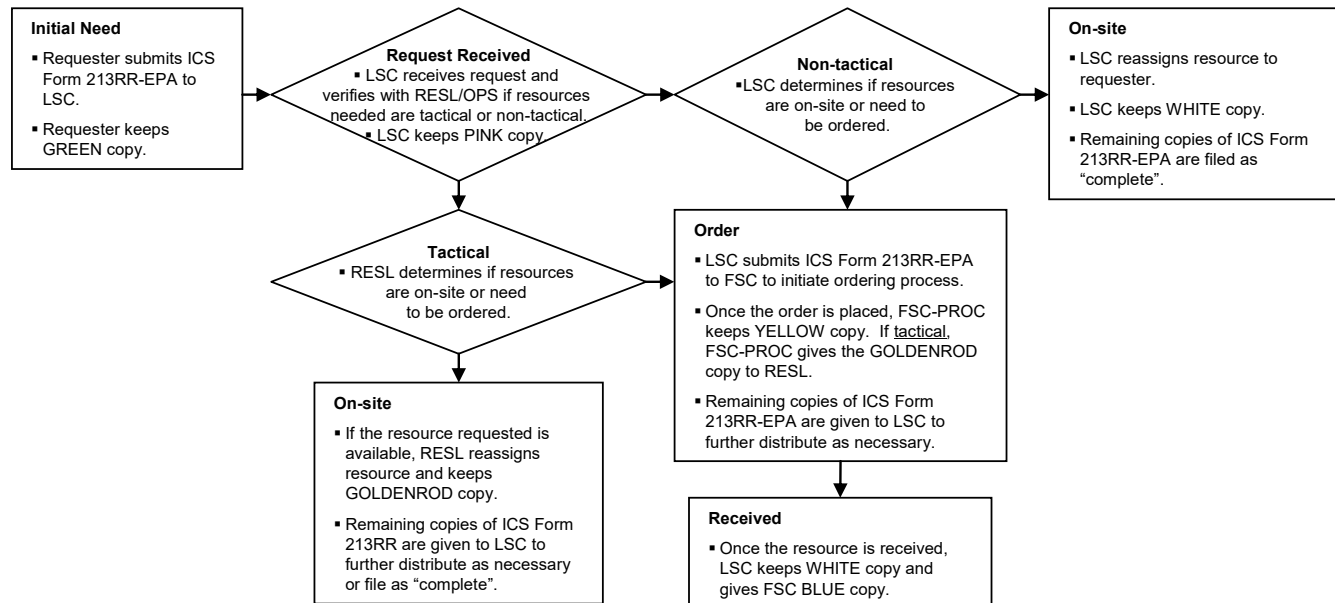 Initial Need
▪ Requester submits ICS
Form 213RR-EPA to
LSC.
▪ Requester keeps
GREEN copy.
Request Received
▪ LSC receives request and
verifies with RESL/OPS if resources
needed are tactical or non-tactical.
▪ LSC keeps PINK copy.
Non-tactical
▪LSC determines if resources
are on-site or need to
be ordered.
On-site
▪ LSC reassigns resource to
requester.
▪ LSC keeps WHITE copy.
▪ Remaining copies of ICS Form
213RR-EPA are filed as
“complete”.
Tactical
▪ RESL determines if resources
are on-site or need
to be ordered.
Order
▪ LSC submits ICS Form 213RR-EPA
to FSC to initiate ordering process.
▪ Once the order is placed, FSC-PROC
keeps YELLOW copy. If tactical,
FSC-PROC gives the GOLDENROD
copy to RESL.
▪ Remaining copies of ICS Form
213RR-EPA are given to LSC to
further distribute as necessary.
On-site
▪ If the resource requested is
available, RESL reassigns
resource and keeps
GOLDENROD copy.
▪ Remaining copies of ICS Form
213RR are given to LSC to
further distribute as necessary
or file as “complete”.
Received
▪ Once the resource is received,
LSC keeps WHITE copy and
gives FSC BLUE copy.